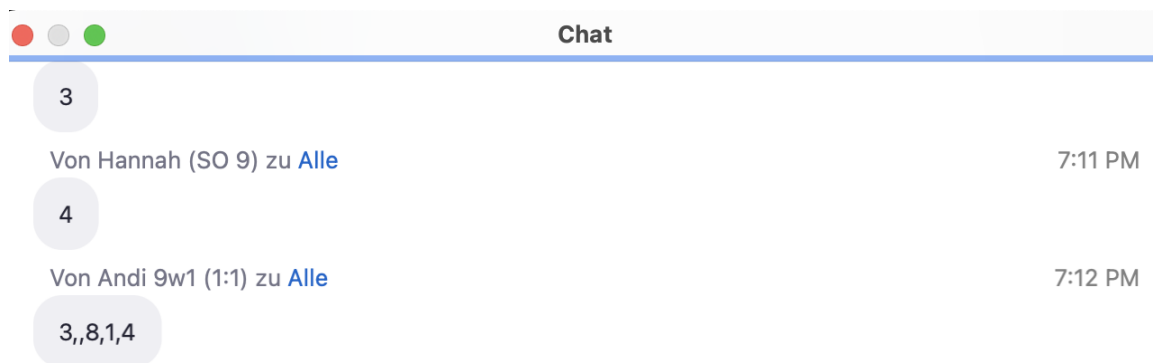 Chat
3
Von Hannah (SO 9) zu Alle 7:11 PM
4
Von Andi 9w1 (1:1) zu Alle 7:12 PM
3,,8,1,4